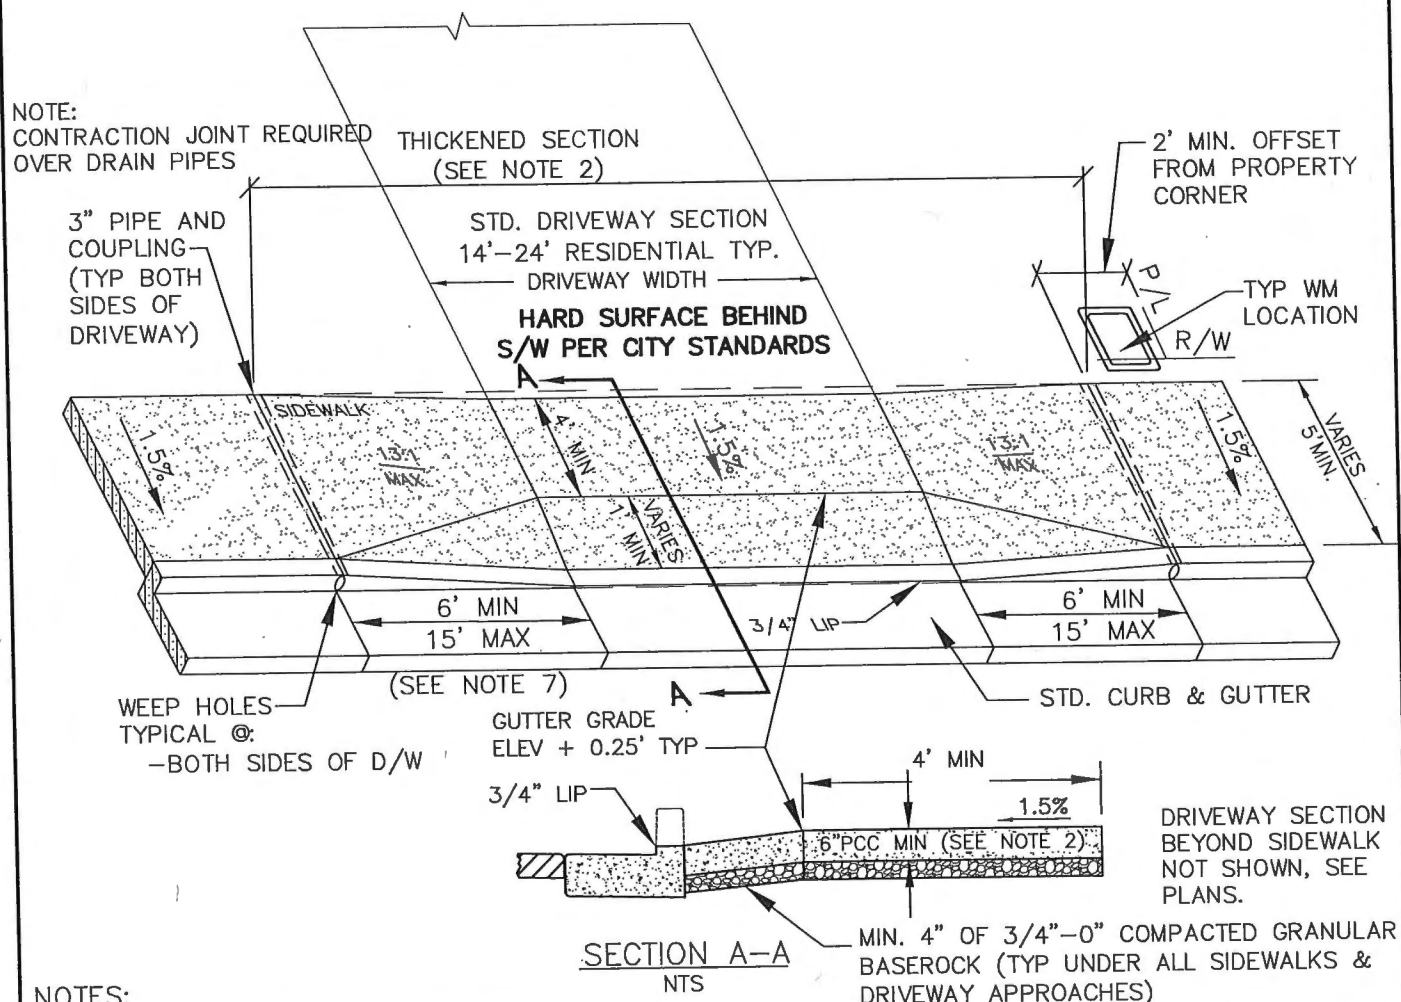 NOTE:
CONTRACTION JOINT REQUIRED
OVER DRAIN PIPES
THICKENED SECTION
(SEE NOTE 2)
2' MIN. OFFSET
FROM PROPERTY
CORNER
3" PIPE AND
COUPLING
(TYP BOTH
SIDES OF
DRIVEWAY)
STD. DRIVEWAY SECTION
14'-24' RESIDENTIAL TYP.
DRIVEWAY WIDTH
HARD SURFACE BEHIND
S/W PER CITY STANDARDS
P/L
TYP WM
LOCATION
R/W
A
SIDEWALK
1.5%
13:1
MAX
4' MIN
1.5%
13:1
MAX
1.5%
VARIES
5'MIN.
VARIES
1' MIN
6' MIN
15' MAX
3/4" LIP
6' MIN
15' MAX
(SEE NOTE 7)
A
STD. CURB & GUTTER
WEEP HOLES
TYPICAL @:
-BOTH SIDES OF D/W
GUTTER GRADE
ELEV + 0.25' TYP
3/4" LIP
4' MIN
1.5%
6"PCC MIN (SEE NOTE 2)
DRIVEWAY SECTION
BEYOND SIDEWALK
NOT SHOWN, SEE
PLANS.
SECTION A-A
NTS
MIN. 4" OF 3/4"-0" COMPACTED GRANULAR
BASEROCK (TYP UNDER ALL SIDEWALKS &
DRIVEWAY APPROACHES)
NOTES: